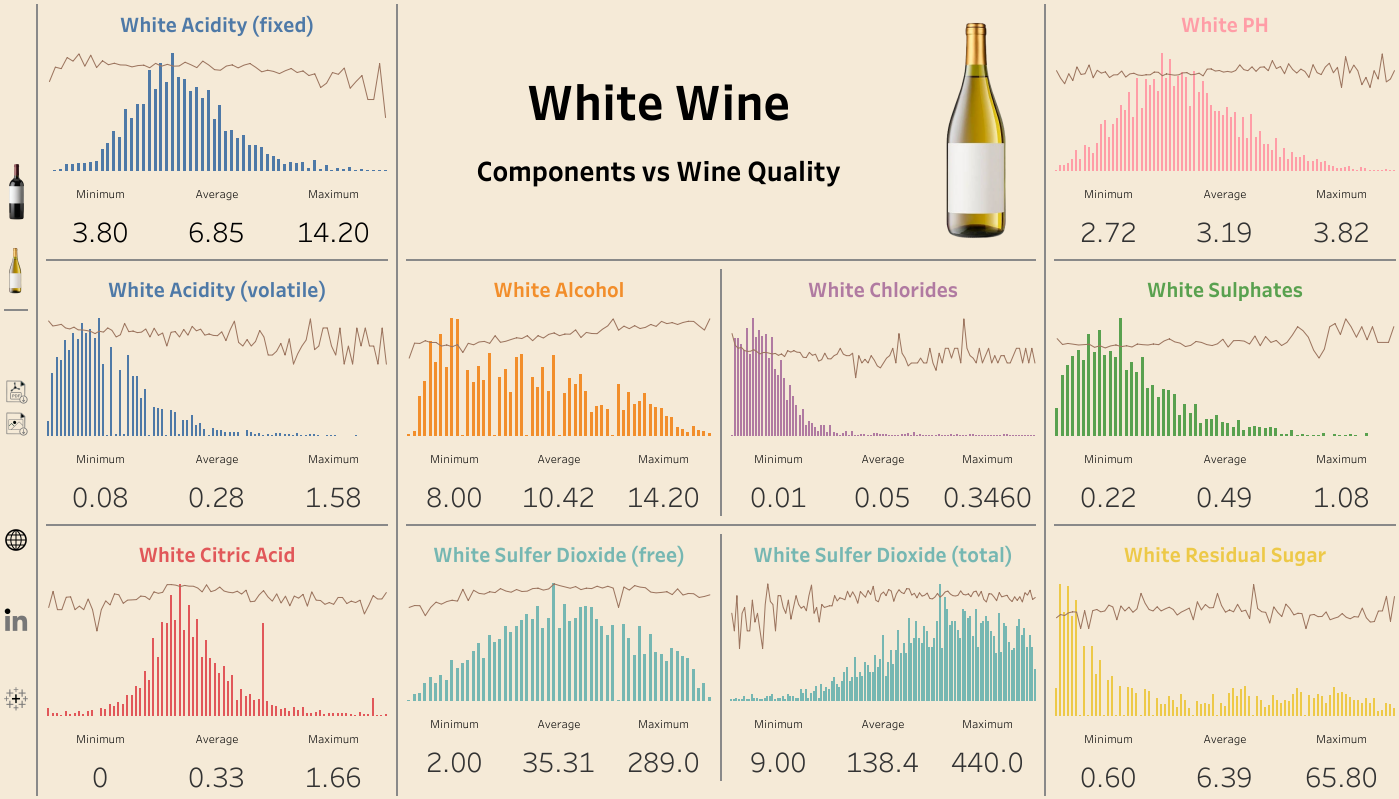 White Acidity (fixed)
Minimum Average Maximum
3.80 6.85 14.20
White Wine
Components vs Wine Quality
White PH
Minimum Average Maximum
2.72 3.19 3.82
White Acidity (volatile)
Minimum Average Maximum
0.08 0.28 1.58
White Alcohol
Minimum Average Maximum
8.00 10.42 14.20
White Chlorides
Minimum Average Maximum
0.01 0.05 0.3460
White Sulphates
Minimum Average Maximum
0.22 0.49 1.08
White Citric Acid
Minimum Average Maximum
0 0.33 1.66
White Sulfer Dioxide (free)
Minimum Average Maximum
2.00 35.31 289.0
White Sulfer Dioxide (total)
Minimum Average Maximum
9.00 138.4 440.0
White Residual Sugar
Minimum Average Maximum
0.60 6.39 65.80
in